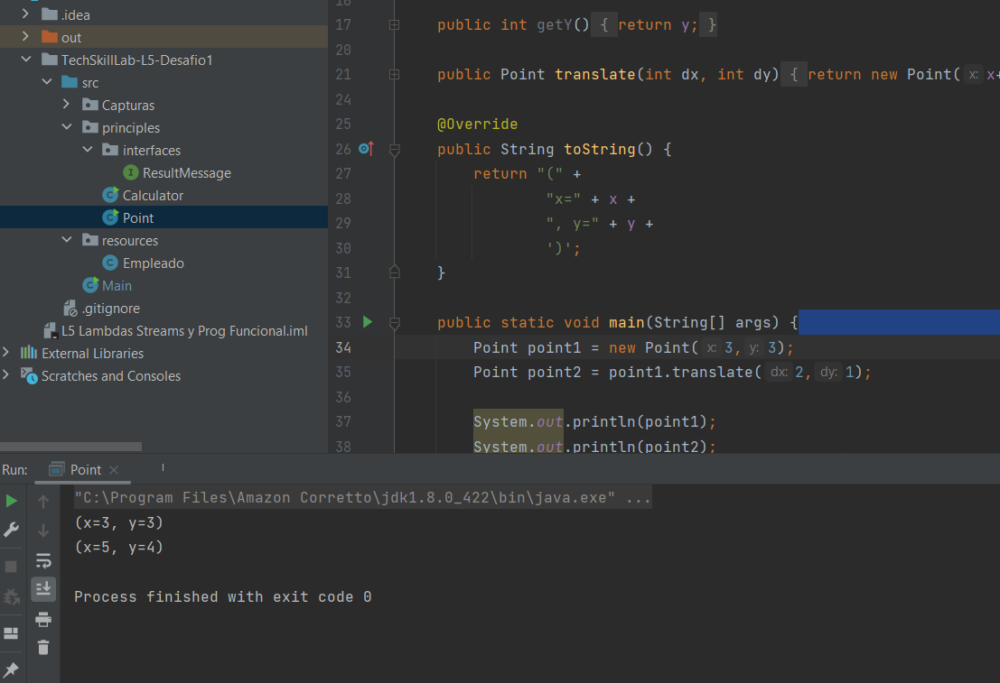 .idea
out
TechSkillLab-L5-Desafio1
src
Capturas
principles
interfaces
I ResultMessage
C Calculator
C Point
resources
C Empleado
C Main
.gitignore
L5 Lambdas Streams y Prog Funcional.iml
External Libraries
Scratches and Consoles
16
17 public int getY() { return y; }
20
21 public Point translate(int dx, int dy) { return new Point( x: x+
24
25 @Override
26 public String toString() {
27 return "(" +
28 "x=" + x +
29 ", y=" + y +
30 ')';
31 }
32
33 public static void main(String[] args) {
34 Point point1 = new Point( x: 3, y: 3);
35 Point point2 = point1.translate( dx: 2, dy: 1);
36
37 System.out.println(point1);
38 System.out.println(point2);
Run: Point
"C:\Program Files\Amazon Corretto\jdk1.8.0_422\bin\java.exe" ...
(x=3, y=3)
(x=5, y=4)
Process finished with exit code 0